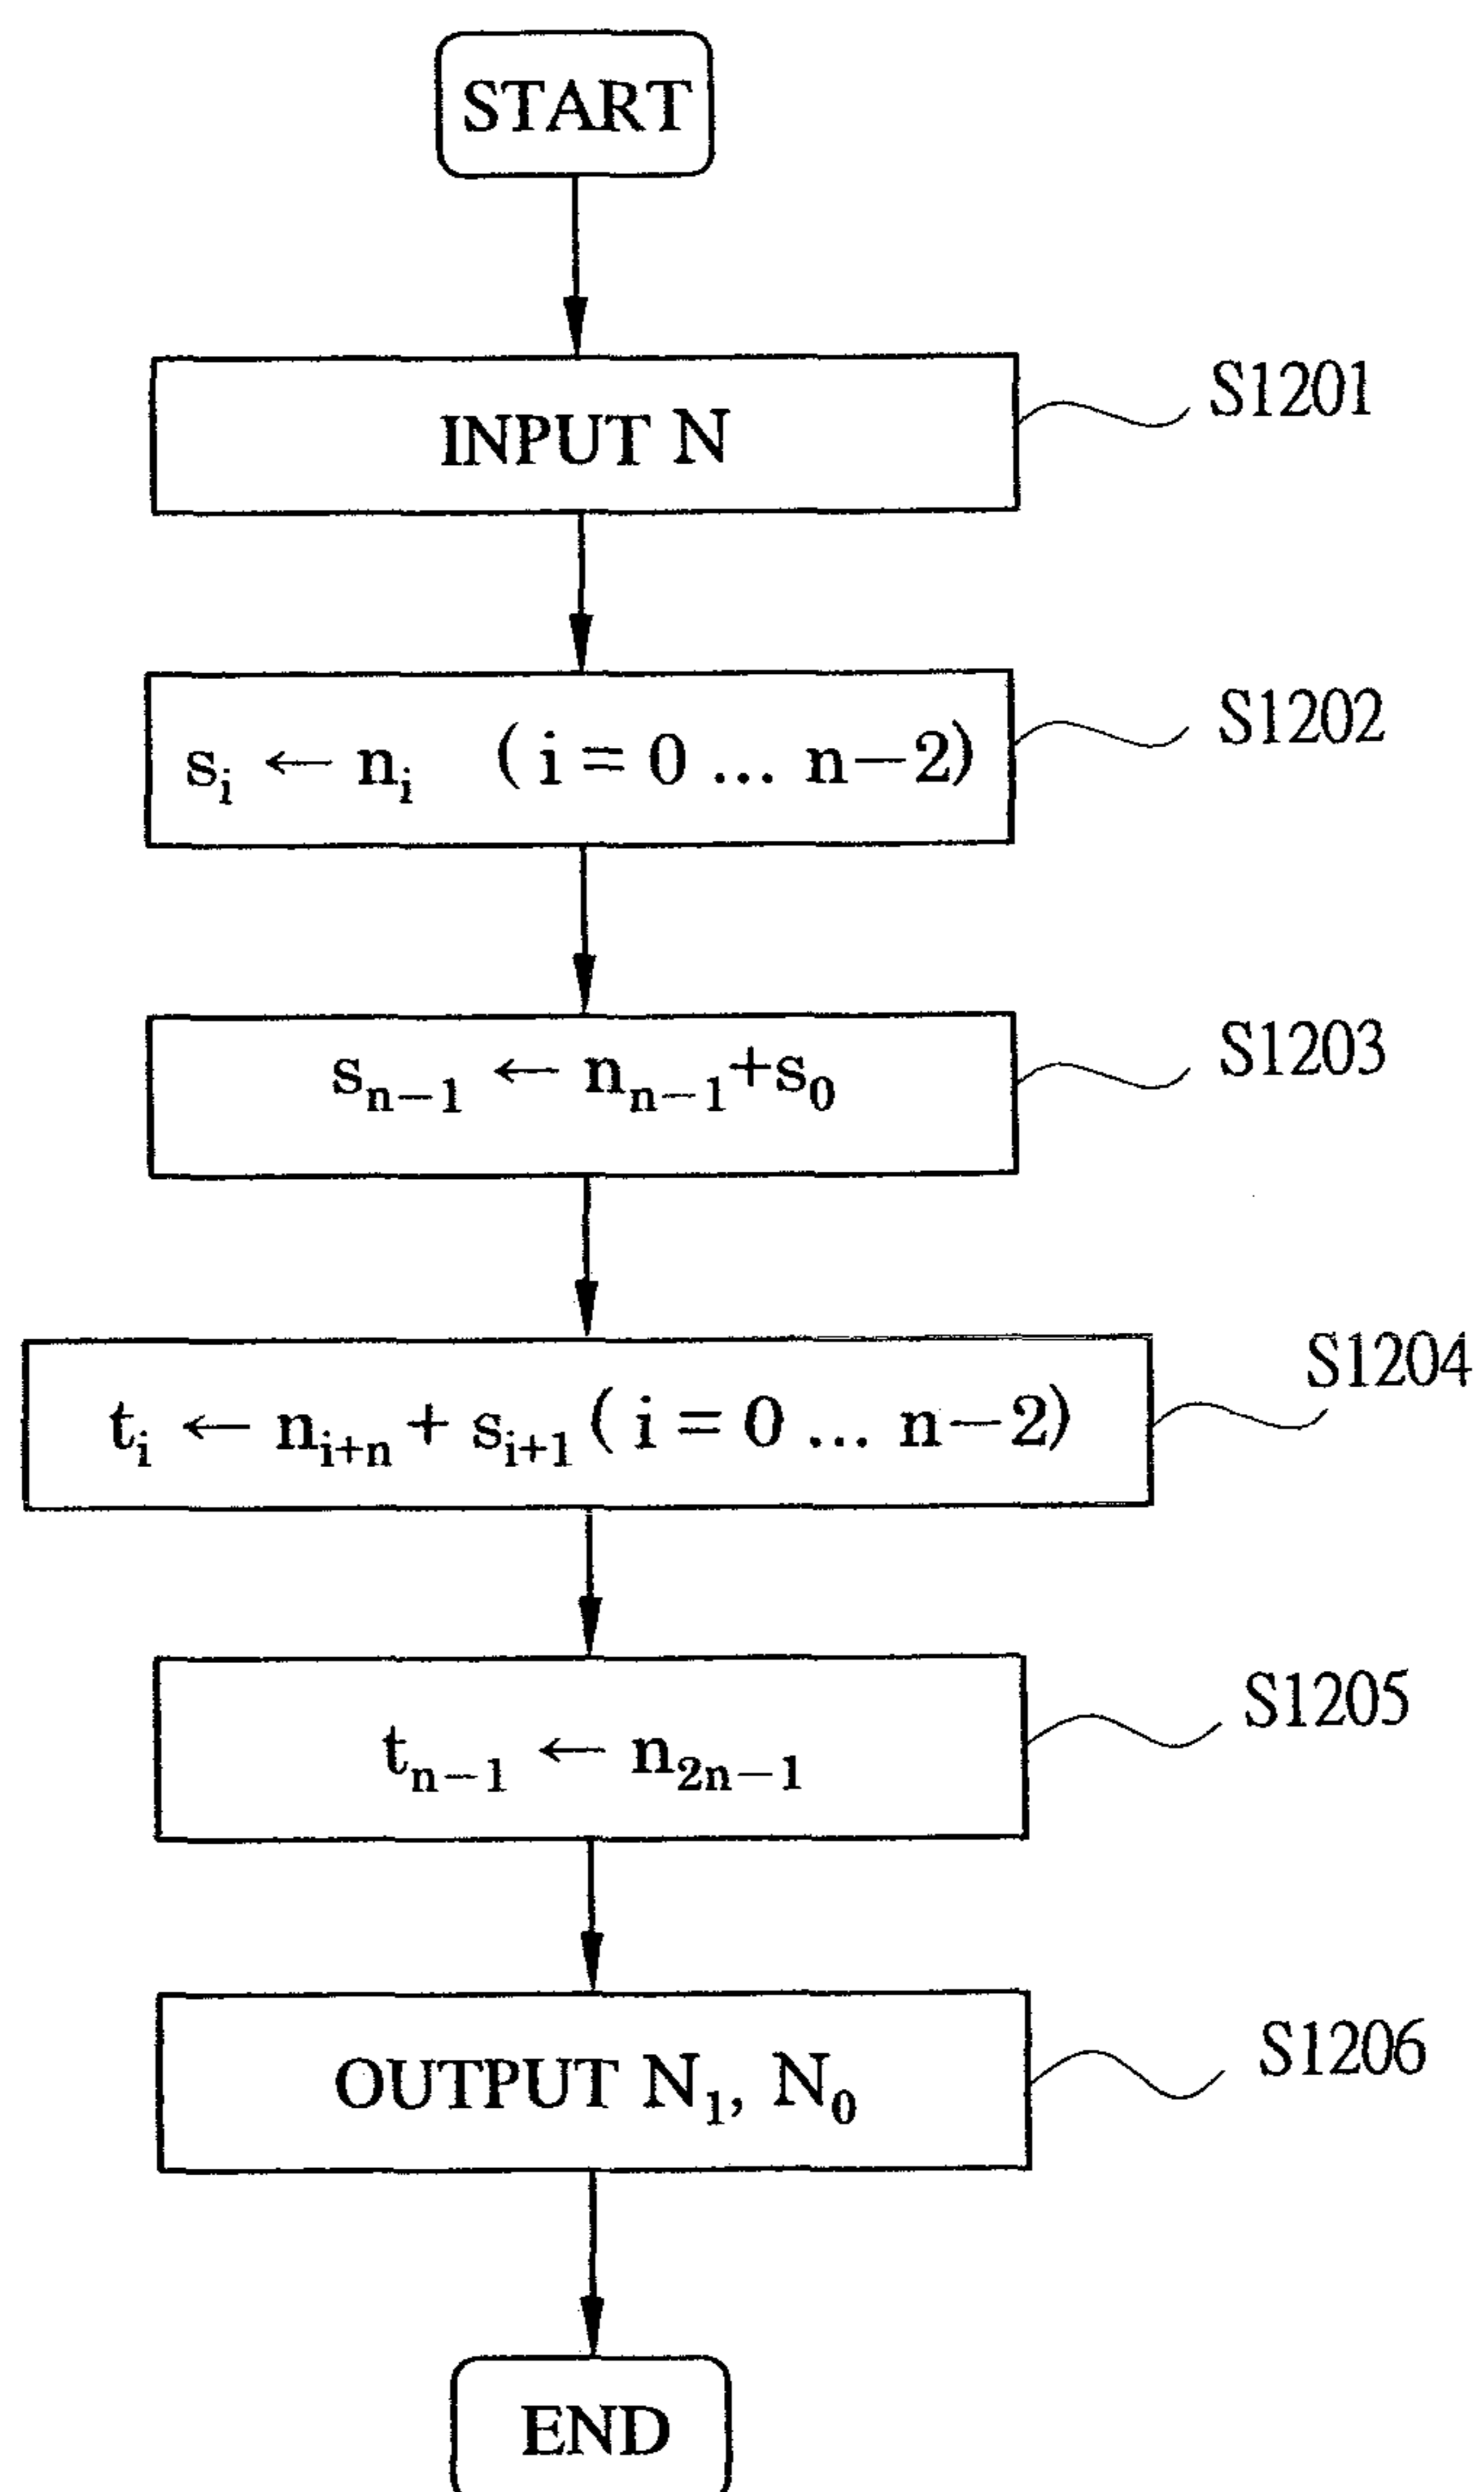 START
INPUT N
S1201
sᵢ ← nᵢ ( i = 0 ... n−2)
S1202
sₙ₋₁ ← nₙ₋₁+s₀
S1203
tᵢ ← nᵢ₊ₙ + sᵢ₊₁ ( i = 0 ... n−2)
S1204
tₙ₋₁ ← n₂ₙ₋₁
S1205
OUTPUT N₁, N₀
S1206
END